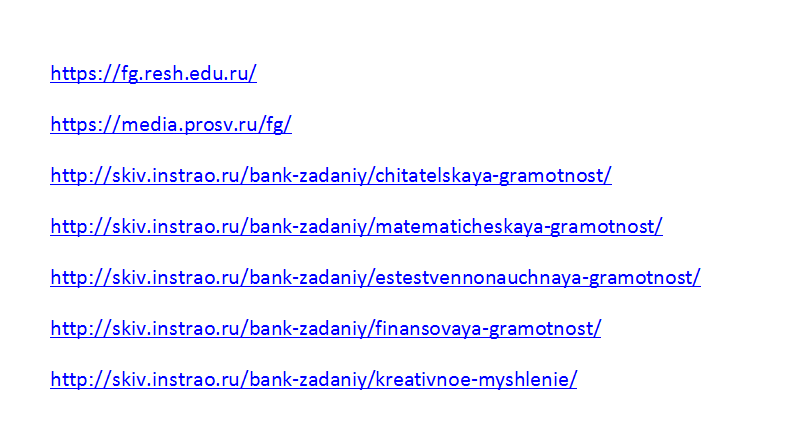 https://fg.resh.edu.ru/
https://media.prosv.ru/fg/
http://skiv.instrao.ru/bank-zadaniy/chitatelskaya-gramotnost/
http://skiv.instrao.ru/bank-zadaniy/matematicheskaya-gramotnost/
http://skiv.instrao.ru/bank-zadaniy/estestvennonauchnaya-gramotnost/
http://skiv.instrao.ru/bank-zadaniy/finansovaya-gramotnost/
http://skiv.instrao.ru/bank-zadaniy/kreativnoe-myshlenie/